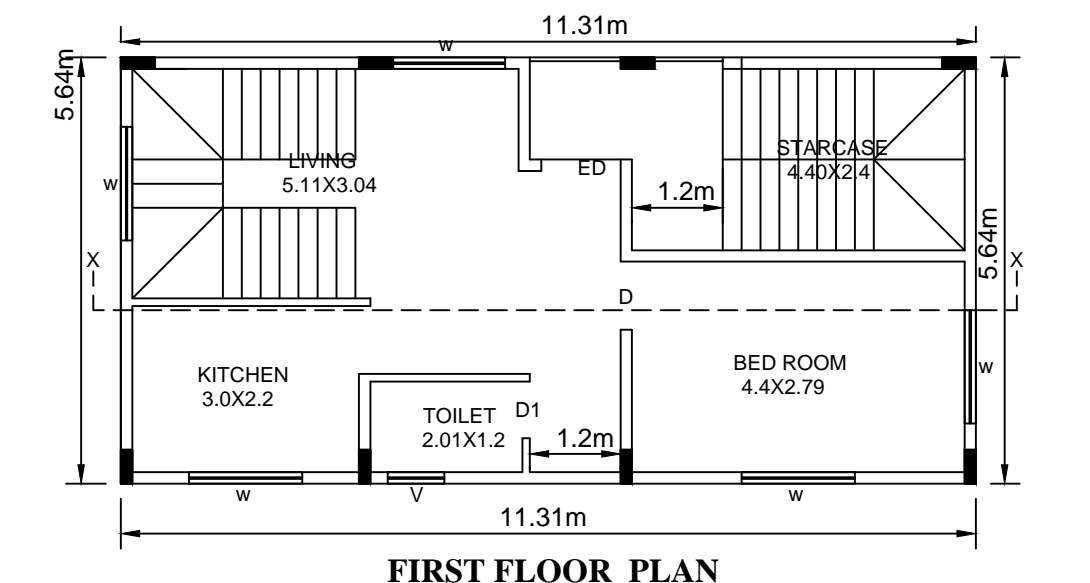 11.31m
w
5.64m
LIVING
5.11X3.04
STARCASE
4.40X2.4
ED
1.2m
w
5.64m
X
X
D
KITCHEN
3.0X2.2
BED ROOM
4.4X2.79
w
TOILET
2.01X1.2
D1
1.2m
w
V
w
11.31m
FIRST FLOOR PLAN